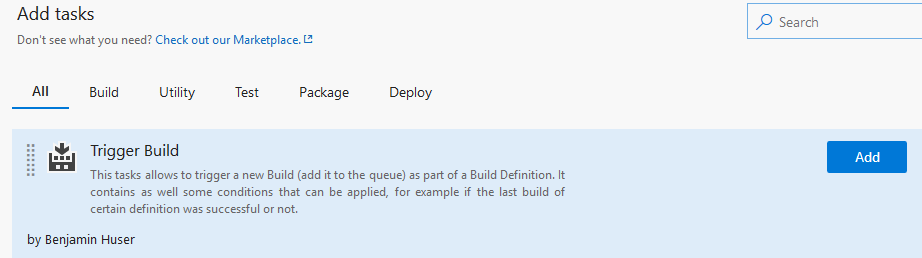 Add tasks
Search
Don't see what you need? Check out our Marketplace.
All Build Utility Test Package Deploy
Trigger Build
Add
This tasks allows to trigger a new Build (add it to the queue) as part of a Build Definition. It
contains as well some conditions that can be applied, for example if the last build of
certain definition was successful or not.
by Benjamin Huser